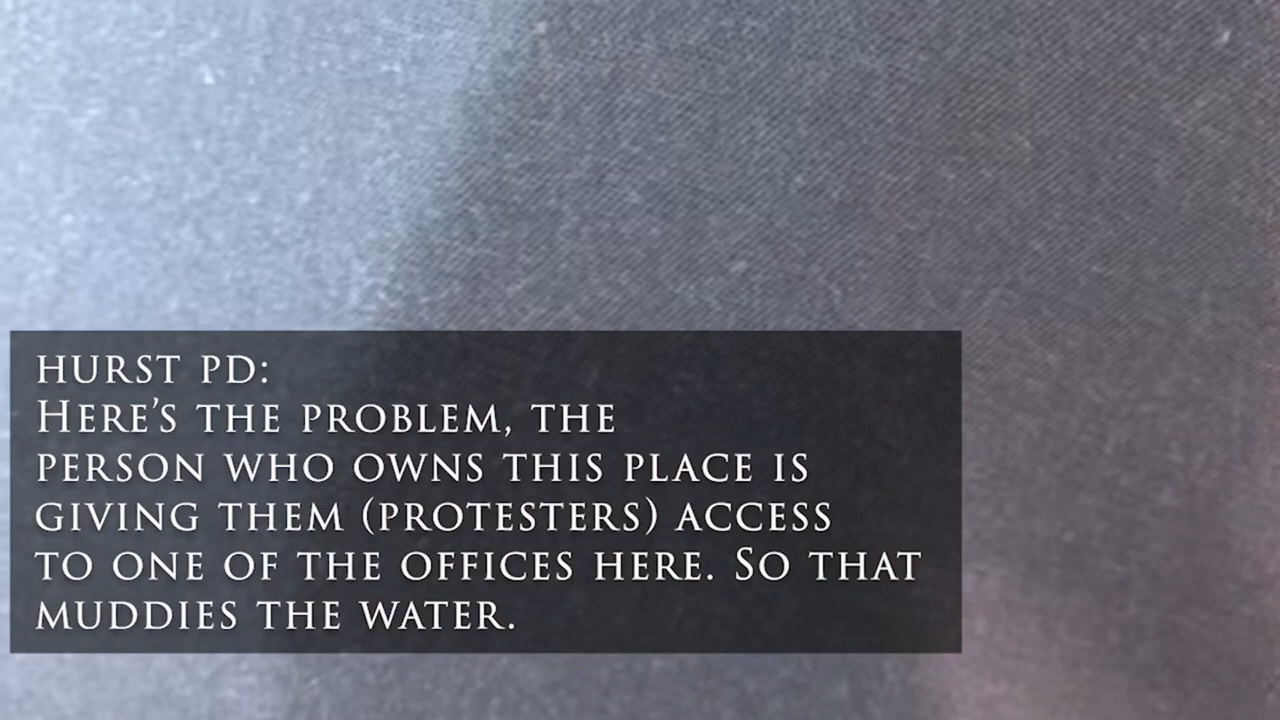 HURST PD:
HERE'S THE PROBLEM, THE
PERSON WHO OWNS THIS PLACE IS
GIVING THEM (PROTESTERS) ACCESS
TO ONE OF THE OFFICES HERE. SO THAT
MUDDIES THE WATER.